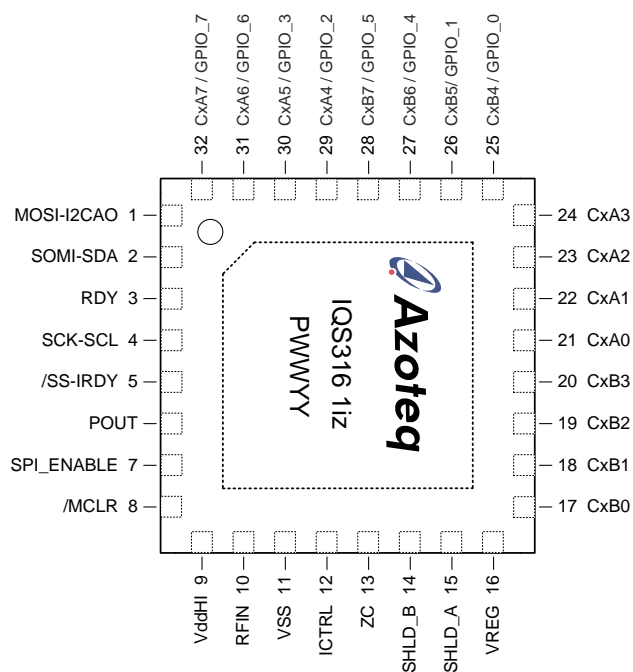 32 CxA7 / GPIO_7
31 CxA6 / GPIO_6
30 CxA5 / GPIO_3
29 CxA4 / GPIO_2
28 CxB7 / GPIO_5
27 CxB6 / GPIO_4
26 CxB5/ GPIO_1
25 CxB4 / GPIO_0
MOSI-I2CAO 1
SOMI-SDA 2
RDY 3
SCK-SCL 4
/SS-IRDY 5
POUT
SPI_ENABLE 7
/MCLR 8
Azoteq
IQS316 1iz
PWWYY
24 CxA3
23 CxA2
22 CxA1
21 CxA0
20 CxB3
19 CxB2
18 CxB1
17 CxB0
VddHI 9
RFIN 10
VSS 11
ICTRL 12
ZC 13
SHLD_B 14
SHLD_A 15
VREG 16